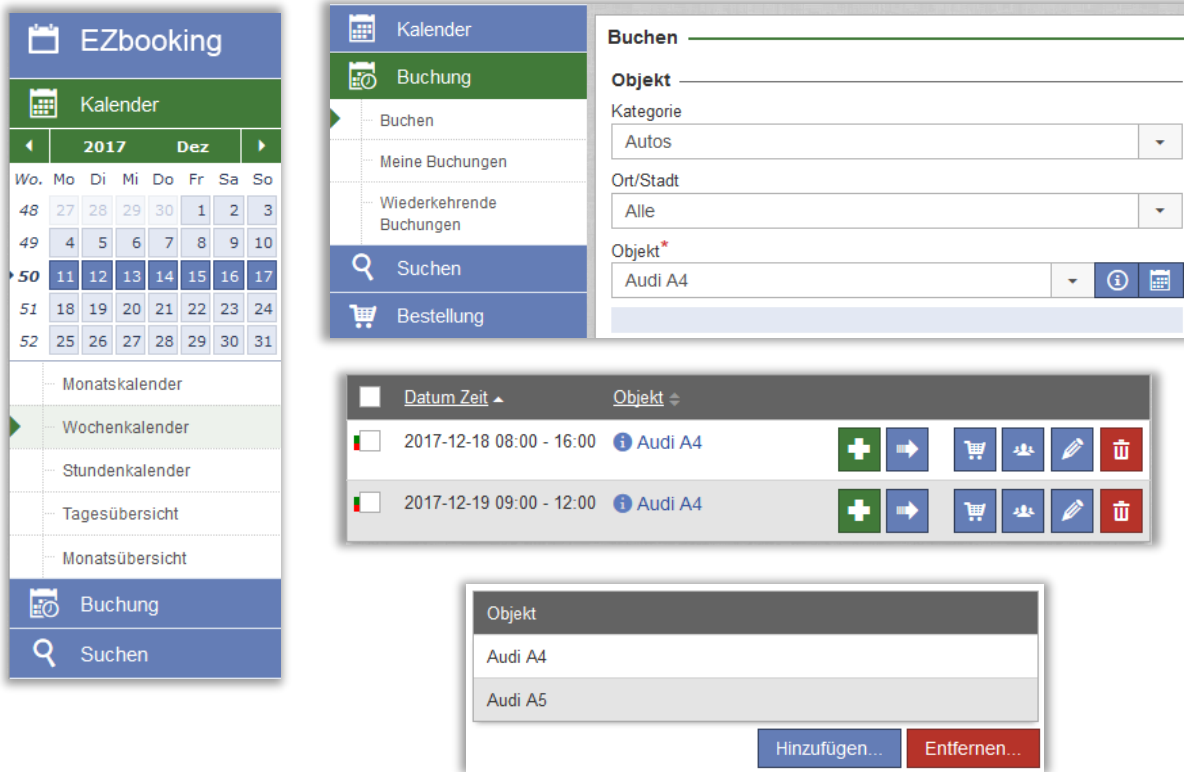 EZbooking
Kalender
2017 Dez
Wo. Mo Di Mi Do Fr Sa So
48 27 28 29 30 1 2 3
49 4 5 6 7 8 9 10
50 11 12 13 14 15 16 17
51 18 19 20 21 22 23 24
52 25 26 27 28 29 30 31
Monatskalender
Wochenkalender
Stundenkalender
Tagesübersicht
Monatsübersicht
Buchung
Suchen
Kalender
Buchung
Buchen
Meine Buchungen
Wiederkehrende
Buchungen
Suchen
Bestellung
Buchen
Objekt
Kategorie
Autos
Ort/Stadt
Alle
Objekt*
Audi A4
Datum Zeit Objekt
2017-12-18 08:00 - 16:00 Audi A4
2017-12-19 09:00 - 12:00 Audi A4
Objekt
Audi A4
Audi A5
Hinzufügen... Entfernen...